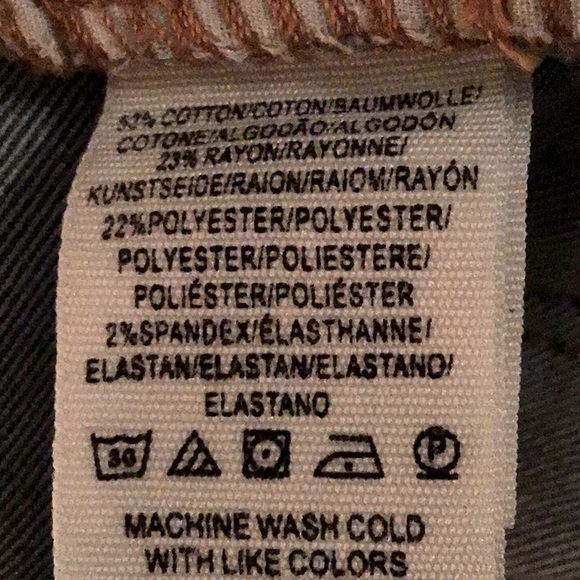 53% COTTON/COTON/BAUMWOLLE/
COTONE/ALGODÃO/ALGODÓN
23% RAYON/RAYONNE/
KUNSTSEIDE/RAION/RAIOM/RAYÓN
22%POLYESTER/POLYESTER/
POLYESTER/POLIESTERE/
POLIÉSTER/POLIÉSTER
2%SPANDEX/ÉLASTHANNE/
ELASTAN/ELASTAN/ELASTANO/
ELASTANO
30 P
MACHINE WASH COLD
WITH LIKE COLORS